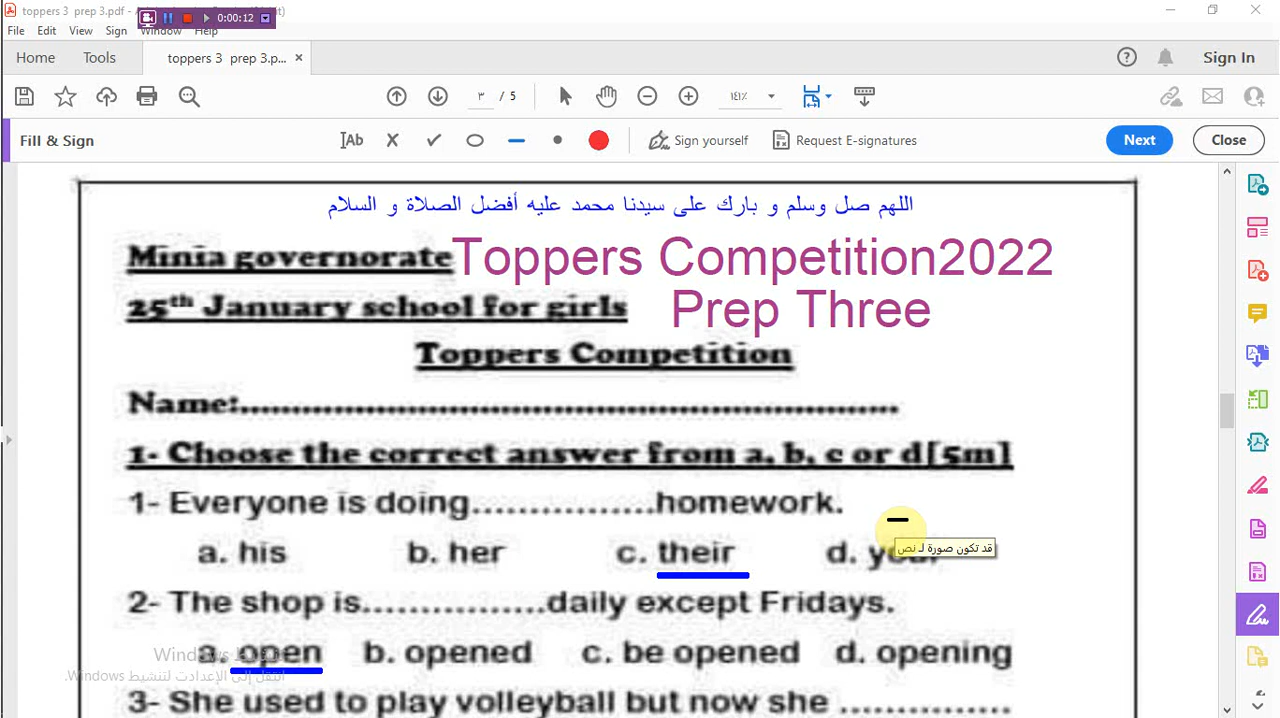 toppers 3 prep 3.pdf -
0:00:12
File Edit View Sign Window Help
Home Tools toppers 3 prep 3.p... × Sign In
٣ / 5 ١٤١٪
Fill & Sign Ab Sign yourself Request E-signatures Next Close
اللهم صل وسلم و بارك على سيدنا محمد عليه أفضل الصلاة و السلام
Minia governorate Toppers Competition2022
25th January school for girls Prep Three
Toppers Competition
Name:....................................................................
1- Choose the correct answer from a, b, c or d[5m]
1- Everyone is doing................homework.
a. his b. her c. their d. your
قد تكون صورة لـ نص
2- The shop is................daily except Fridays.
a. open b. opened c. be opened d. opening
Windows
انتقل إلى الإعدادت لتنشيط Windows.
3- She used to play volleyball but now she ...............